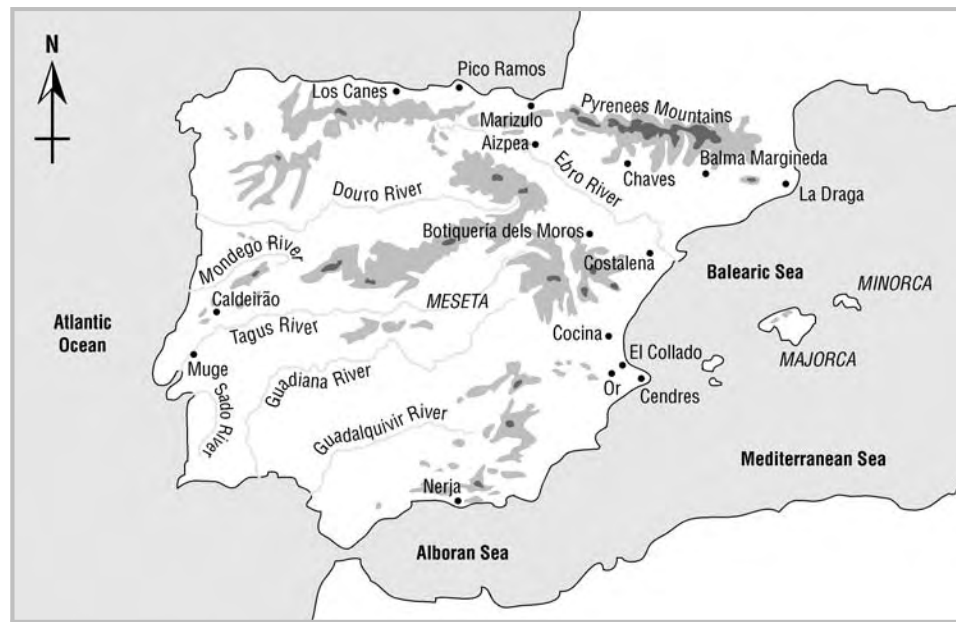 N
Pico Ramos
Los Canes
Marizulo
Pyrenees Mountains
Aizpea
Balma Margineda
Chaves
La Draga
Ebro River
Douro River
Botiquería dels Moros
Mondego River
Costalena
Balearic Sea
MINORCA
Caldeirão
MESETA
Atlantic
Ocean
Tagus River
Cocina
MAJORCA
Muge
El Collado
Guadiana River
Or
Cendres
Sado River
Guadalquivir River
Mediterranean Sea
Nerja
Alboran Sea